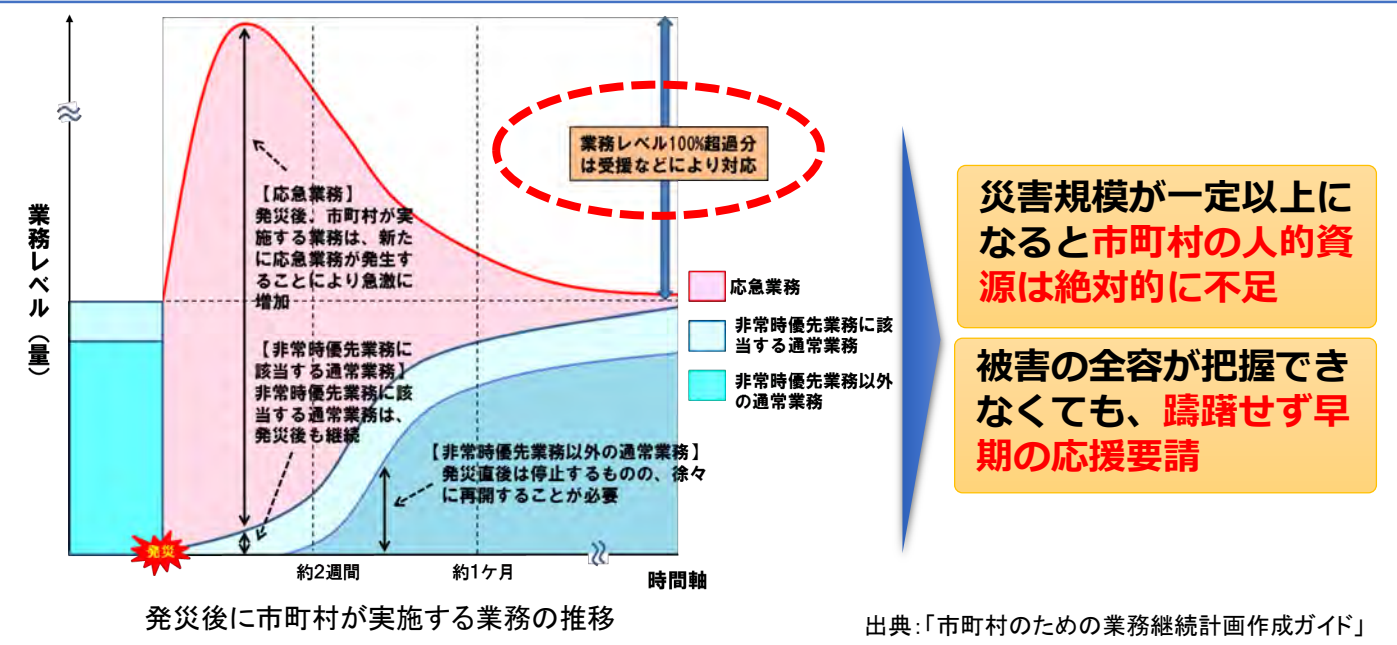 業務レベル（量）
業務レベル100%超過分
は受援などにより対応
【応急業務】
発災後、市町村が実
施する業務は、新た
に応急業務が発生す
ることにより急激に
増加
【非常時優先業務に
該当する通常業務】
非常時優先業務に該
当する通常業務は、
発災後も継続
【非常時優先業務以外の通常業務】
発災直後は停止するものの、徐々
に再開することが必要
発災
約2週間
約1ケ月
時間軸
応急業務
非常時優先業務に該
当する通常業務
非常時優先業務以外
の通常業務
発災後に市町村が実施する業務の推移
災害規模が一定以上に
なると市町村の人的資
源は絶対的に不足
被害の全容が把握でき
なくても、躊躇せず早
期の応援要請
出典：「市町村のための業務継続計画作成ガイド」